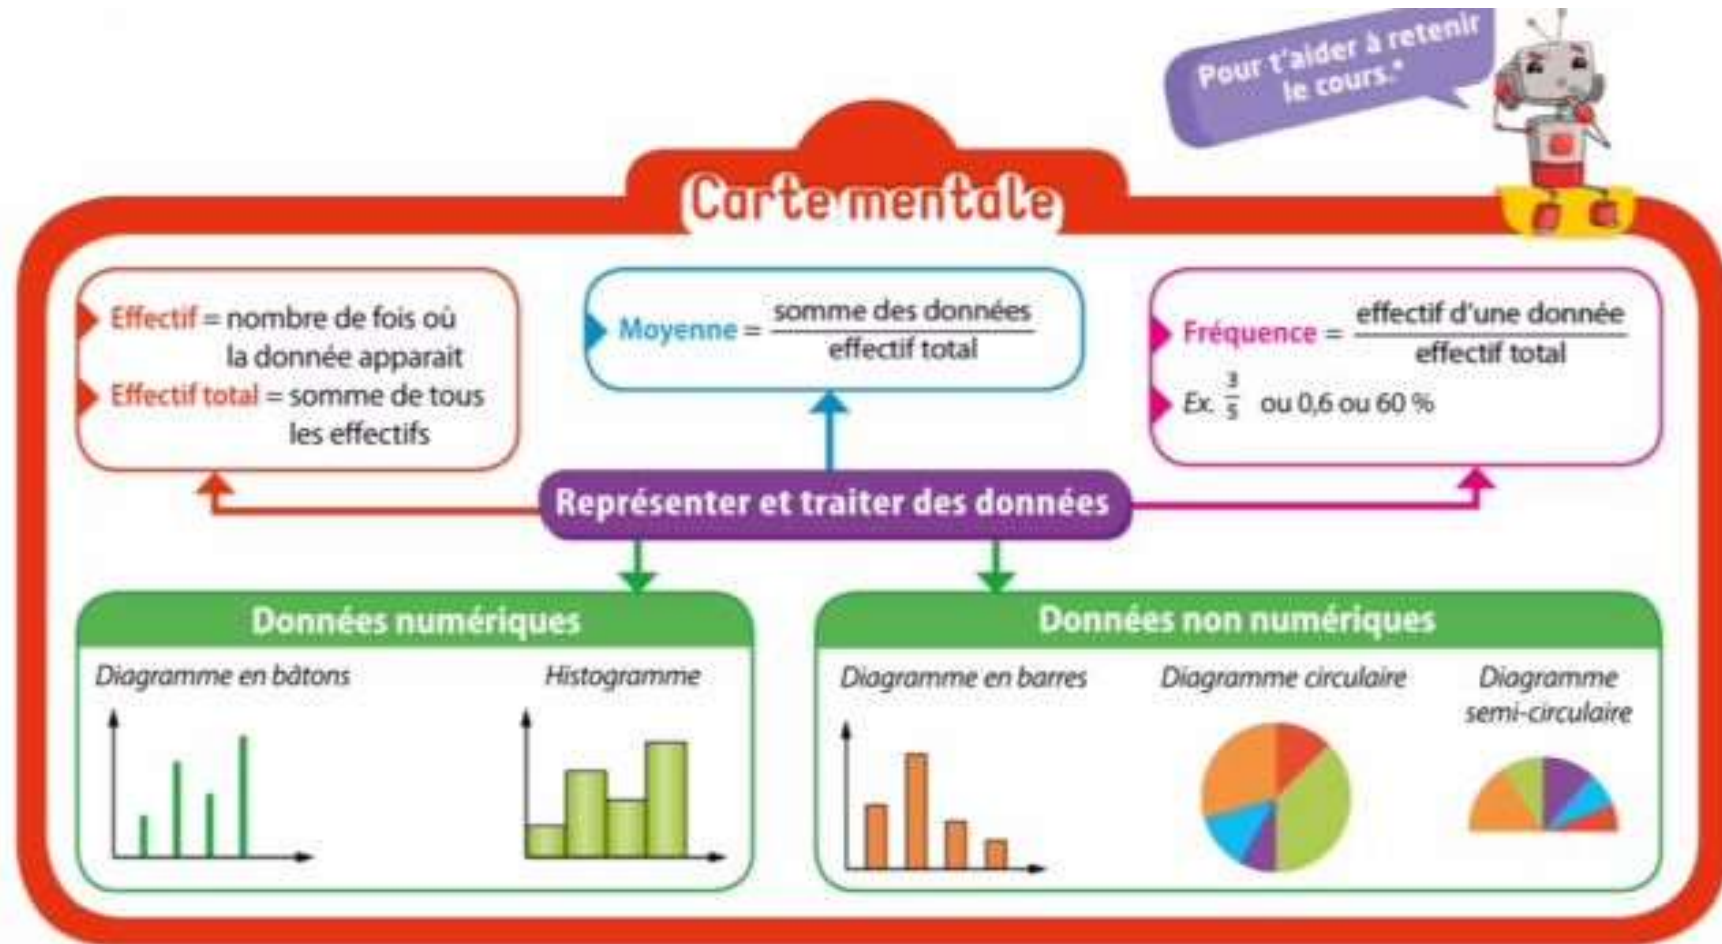 Pour t'aider à retenir
le cours.*
Carte mentale
Effectif = nombre de fois où
la donnée apparait
Effectif total = somme de tous
les effectifs
Moyenne = somme des données
effectif total
Fréquence = effectif d'une donnée
effectif total
Ex. 3/5 ou 0,6 ou 60 %
Représenter et traiter des données
Données numériques
Diagramme en bâtons
Histogramme
Données non numériques
Diagramme en barres
Diagramme circulaire
Diagramme
semi-circulaire